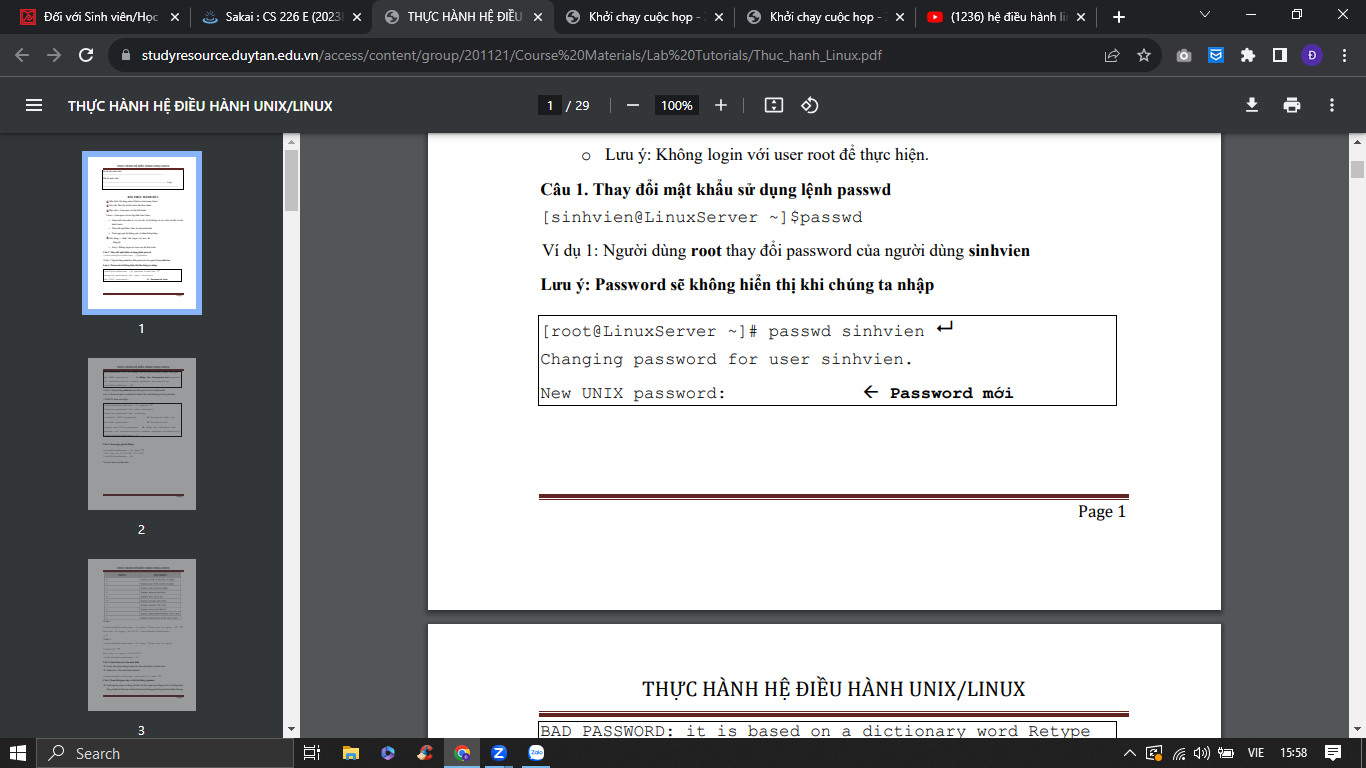 Đối với Sinh viên/Học
Sakai : CS 226 E (2023
THỰC HÀNH HỆ ĐIỀU
Khởi chạy cuộc họp - 
Khởi chạy cuộc họp - 
(1236) hệ điều hành li
studyresource.duytan.edu.vn/access/content/group/201121/Course%20Materials/Lab%20Tutorials/Thuc_hanh_Linux.pdf
Đ
THỰC HÀNH HỆ ĐIỀU HÀNH UNIX/LINUX
1 / 29
100%
1
2
3
o Lưu ý: Không login với user root để thực hiện.
Câu 1. Thay đổi mật khẩu sử dụng lệnh passwd
[sinhvien@LinuxServer ~]$passwd
Ví dụ 1: Người dùng root thay đổi password của người dùng sinhvien
Lưu ý: Password sẽ không hiển thị khi chúng ta nhập
[root@LinuxServer ~]# passwd sinhvien ↵
Changing password for user sinhvien.
New UNIX password: ← Password mới
Page 1
THỰC HÀNH HỆ ĐIỀU HÀNH UNIX/LINUX
BAD PASSWORD: it is based on a dictionary word Retype
Search
VIE
15:58